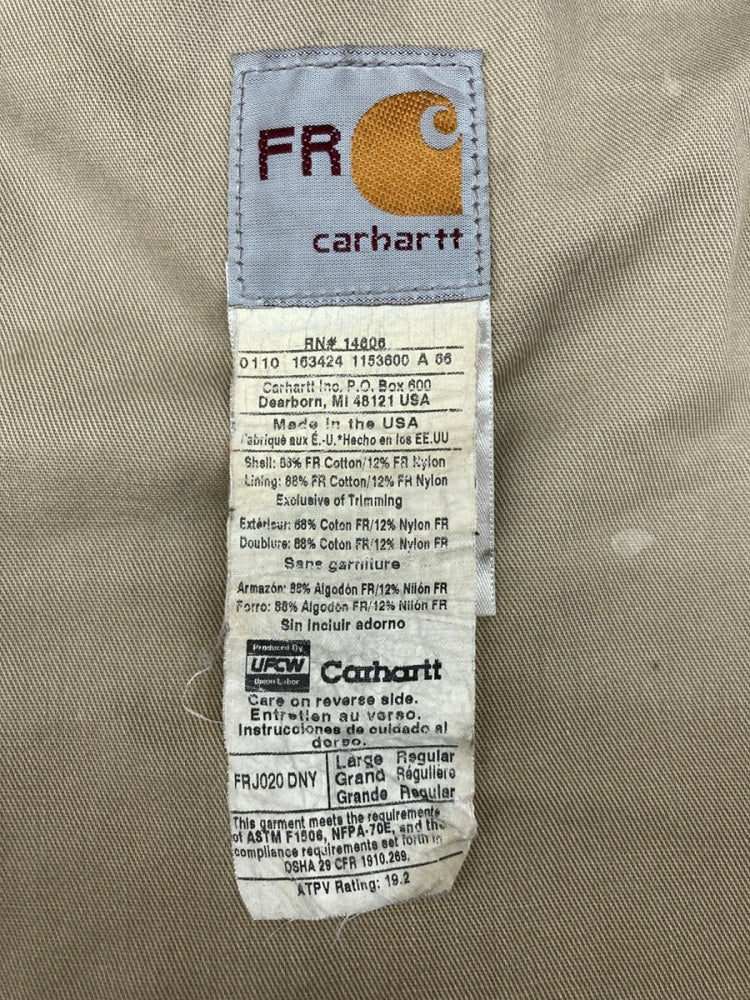 FR
carhartt
RN# 14806
0110 163424 1153600 A 66
Carhartt Inc. P.O. Box 600
Dearborn, MI 48121 USA
Made in the USA
Fabriqué aux É.-U.*Hecho en los EE.UU
Shell: 88% FR Cotton/12% FR Nylon
Lining: 88% FR Cotton/12% FR Nylon
Exclusive of Trimming
Extérieur: 88% Coton FR/12% Nylon FR
Doublure: 88% Coton FR/12% Nylon FR
Sans garniture
Armazón: 88% Algodón FR/12% Nilón FR
Forro: 88% Algodón FR/12% Nilón FR
Sin incluir adorno
Produced By
UFCW
Union Labor
Carhartt
Care on reverse side.
Entretien au verso.
Instrucciones de cuidado al
dorso.
FRJ020 DNY
Large Regular
Grand Régulière
Grande Regular
This garment meets the requirements
of ASTM F1506, NFPA-70E, and the
compliance requirements set forth in
OSHA 29 CFR 1910.269.
ATPV Rating: 19.2